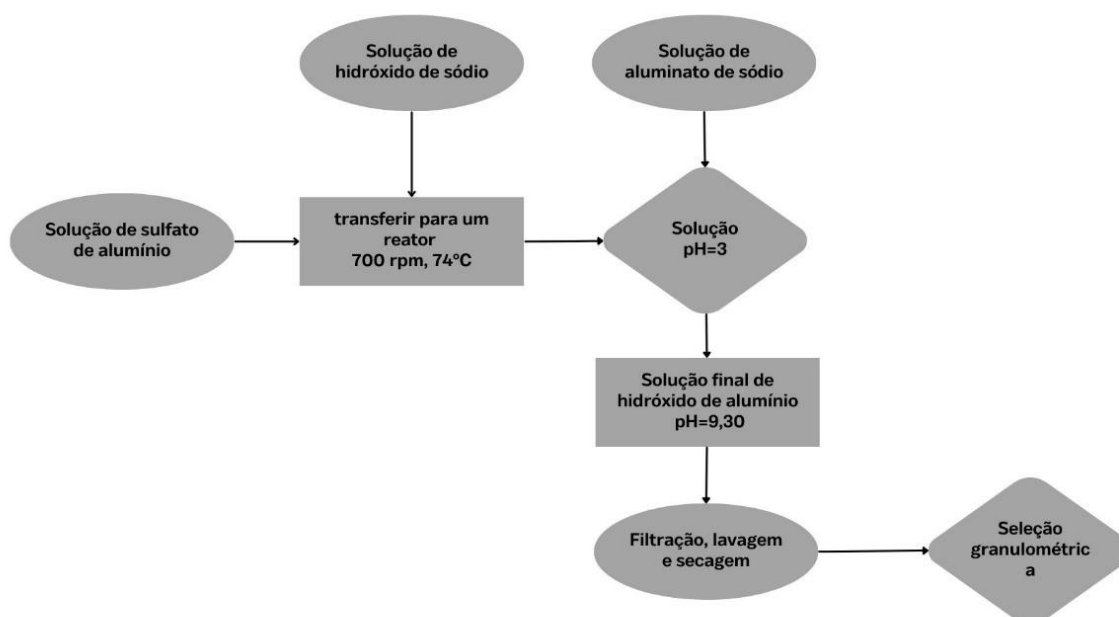 Solução de
hidróxido de sódio
Solução de
aluminato de sódio
Solução de sulfato
de alumínio
transferir para um
reator
700 rpm, 74ºC
Solução
pH=3
Solução final de
hidróxido de alumínio
pH=9,30
Filtração, lavagem
e secagem
Seleção
granulométric
a